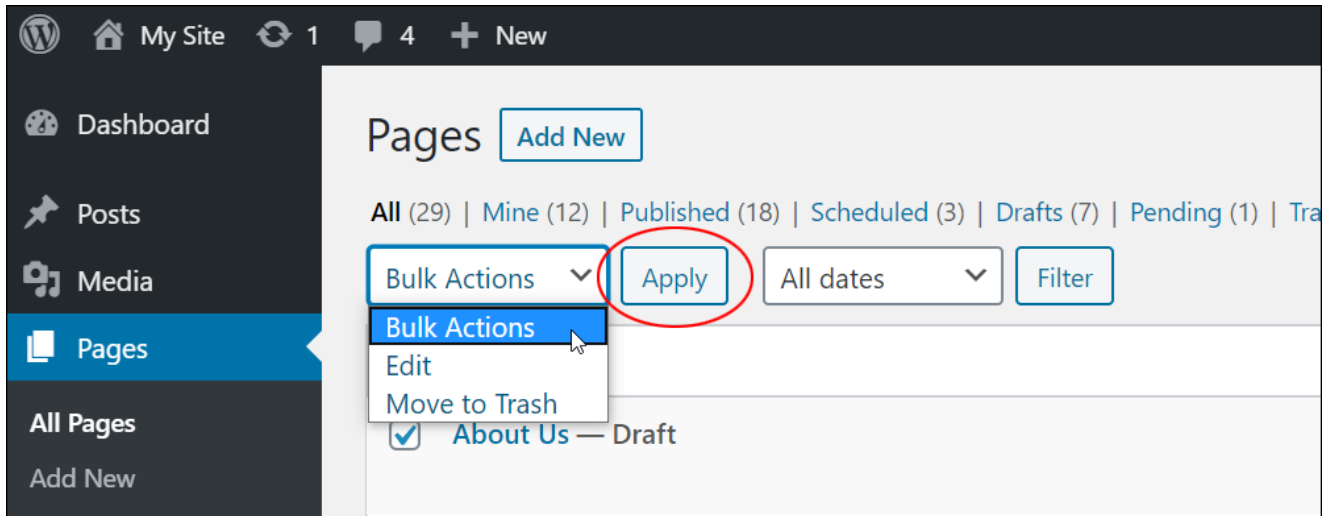 My Site 1 4 New
Dashboard
Posts
Media
Pages
All Pages
Add New
Pages Add New
All (29) | Mine (12) | Published (18) | Scheduled (3) | Drafts (7) | Pending (1) |
Bulk Actions Apply All dates Filter
Bulk Actions
Edit
Move to Trash
About Us — Draft